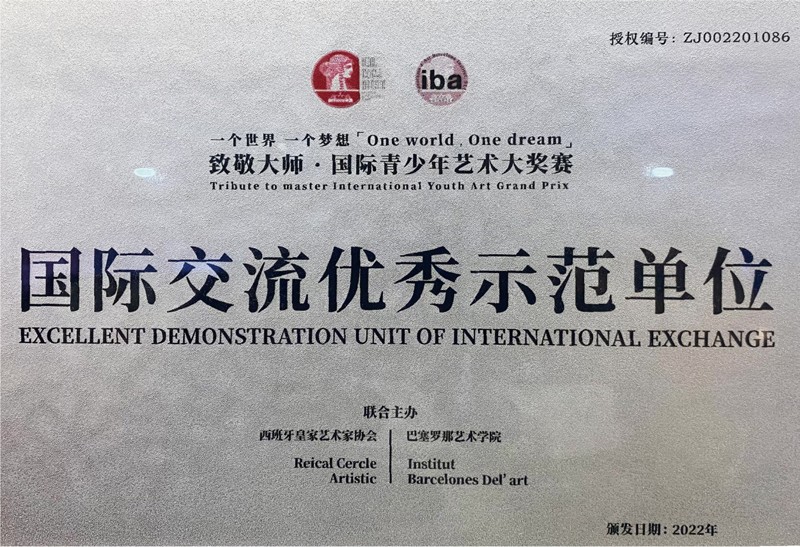 授权编号: ZJ002201086
iba
一个世界 一个梦想「One world , One dream」
致敬大师·国际青少年艺术大奖赛
Tribute to master International Youth Art Grand Prix
国际交流优秀示范单位
EXCELLENT DEMONSTRATION UNIT OF INTERNATIONAL EXCHANGE
联合主办
西班牙皇家艺术家协会
Reical Cercle
Artistic
巴塞罗那艺术学院
Institut
Barcelones Del' art
颁发日期: 2022年